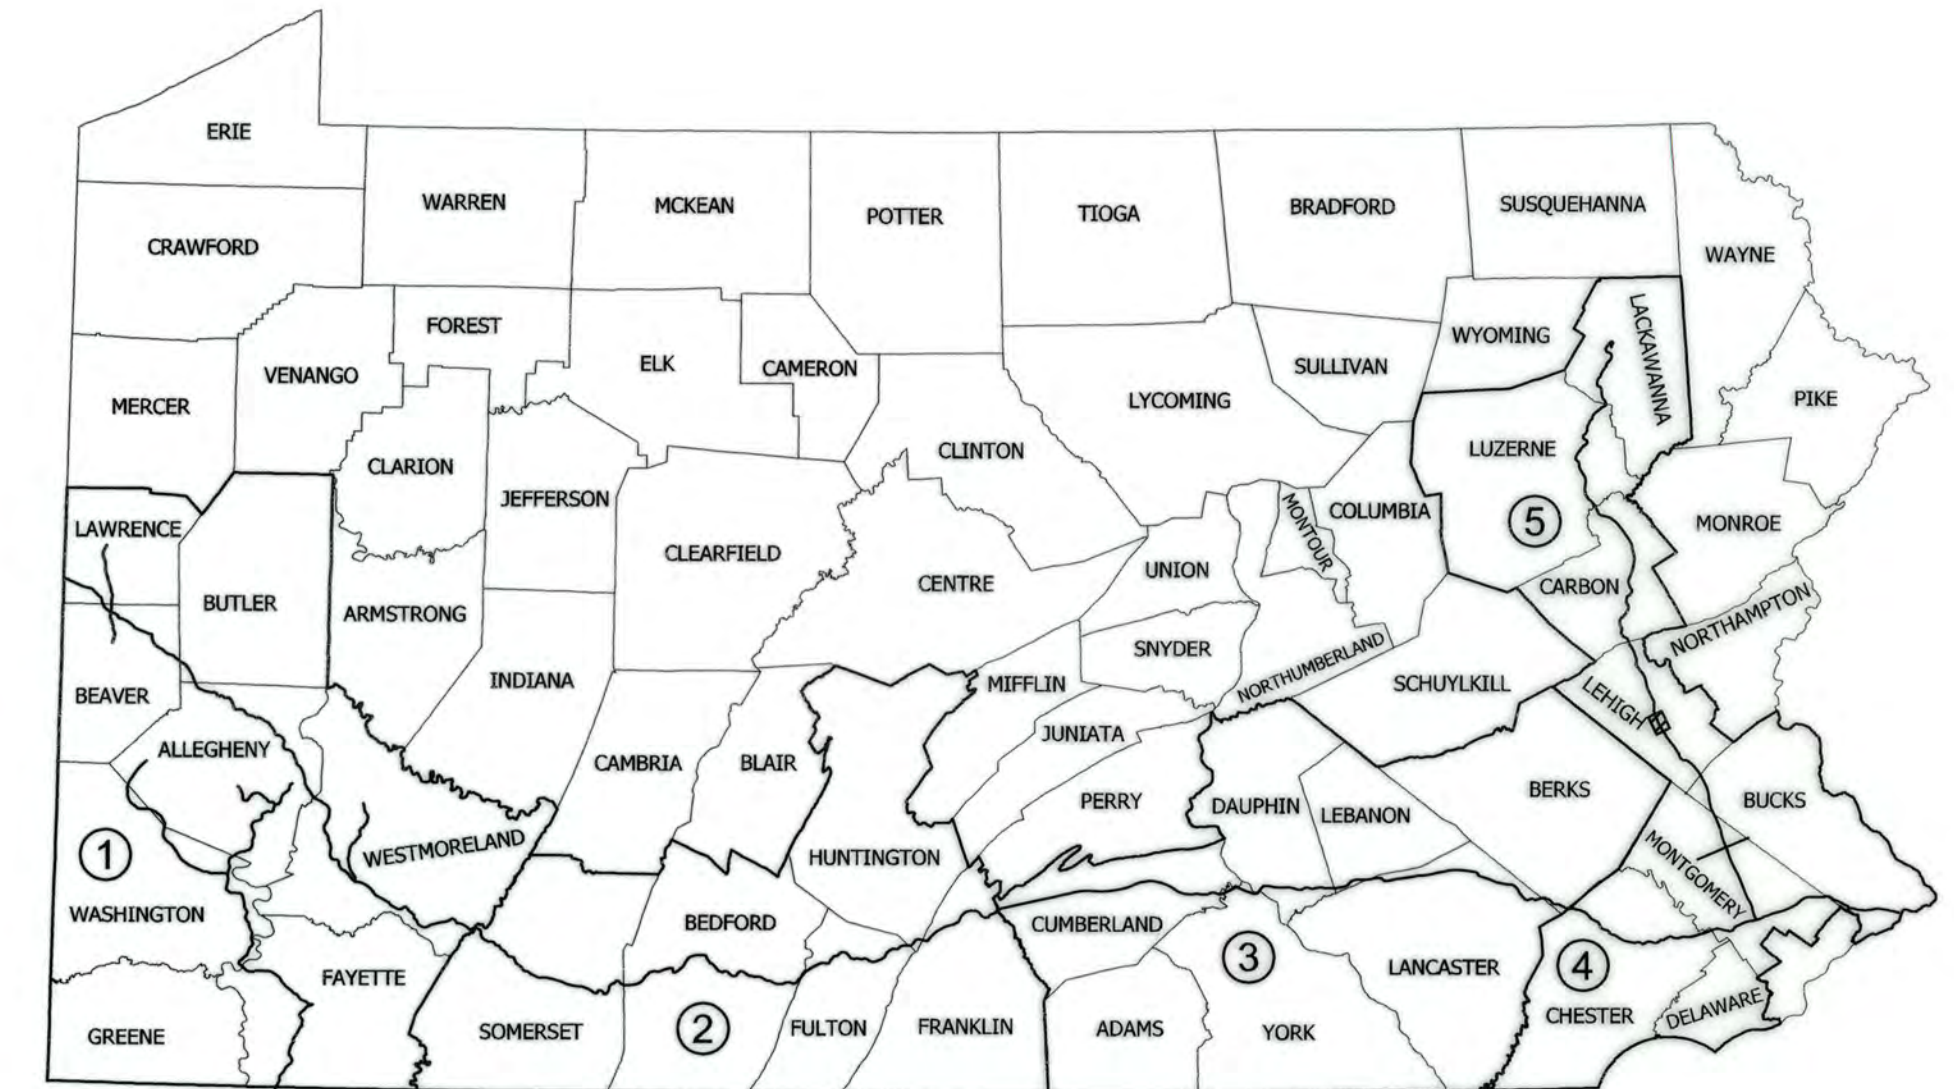 ERIE
WARREN
MCKEAN
POTTER
TIOGA
BRADFORD
SUSQUEHANNA
WAYNE
CRAWFORD
FOREST
VENANGO
ELK
CAMERON
LYCOMING
SULLIVAN
WYOMING
LACKAWANNA
PIKE
MERCER
CLARION
JEFFERSON
CLINTON
LUZERNE
5
COLUMBIA
MONTOUR
MONROE
LAWRENCE
BUTLER
ARMSTRONG
CLEARFIELD
CENTRE
UNION
CARBON
NORTHAMPTON
BEAVER
INDIANA
MIFFLIN
SNYDER
NORTHUMBERLAND
SCHUYLKILL
LEHIGH
ALLEGHENY
CAMBRIA
BLAIR
JUNIATA
PERRY
DAUPHIN
LEBANON
BERKS
BUCKS
1
WESTMORELAND
HUNTINGTON
MONTGOMERY
WASHINGTON
BEDFORD
CUMBERLAND
3
LANCASTER
4
FAYETTE
GREENE
SOMERSET
2
FULTON
FRANKLIN
ADAMS
YORK
CHESTER
DELAWARE